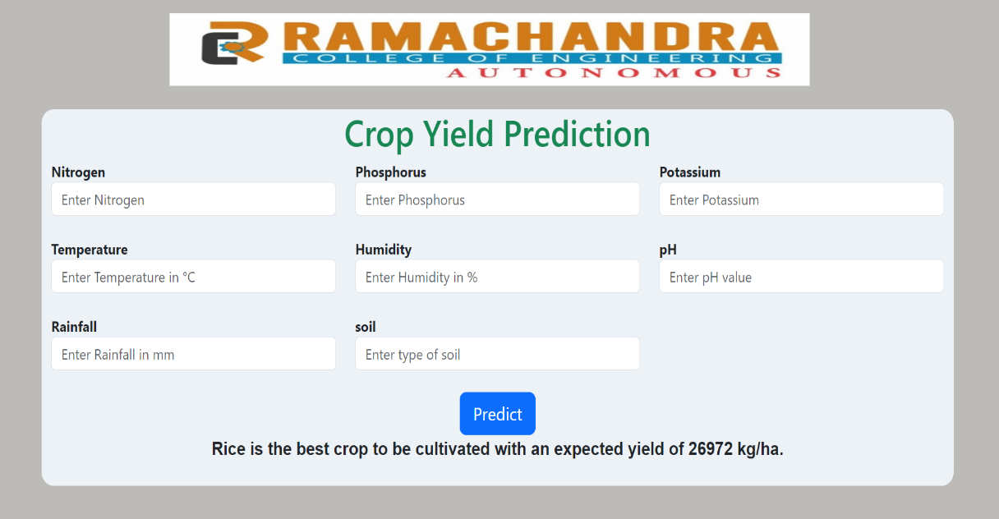 RAMACHANDRA
COLLEGE OF ENGINEERING
AUTONOMOUS
Crop Yield Prediction
Nitrogen Phosphorus Potassium
Enter Nitrogen Enter Phosphorus Enter Potassium
Temperature Humidity pH
Enter Temperature in °C Enter Humidity in % Enter pH value
Rainfall soil
Enter Rainfall in mm Enter type of soil
Predict
Rice is the best crop to be cultivated with an expected yield of 26972 kg/ha.